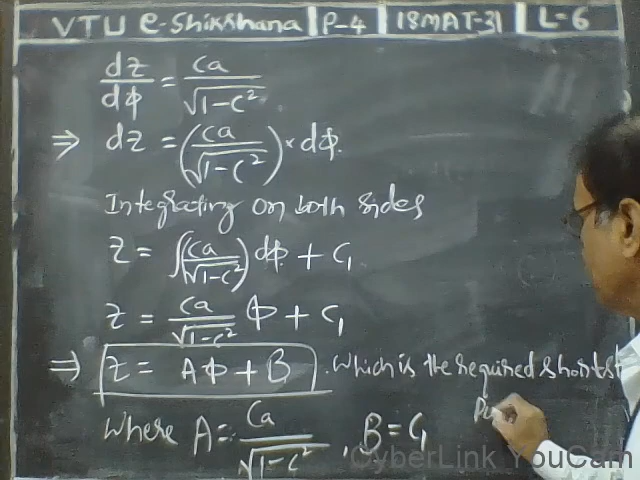 VTU e-Shikshana | P-4 | 18MAT-31 | L-6
dz/dφ = ca/√(1-c²)
⇒ dz = (ca/√(1-c²)) × dφ.
Integrating on both sides
z = ∫(ca/√(1-c²)) dφ + C₁
z = ca/√(1-c²) φ + C₁
⇒ z = Aφ + B . Which is the required shortst
Where A = ca/√(1-c²), B = C₁
CyberLink YouCam